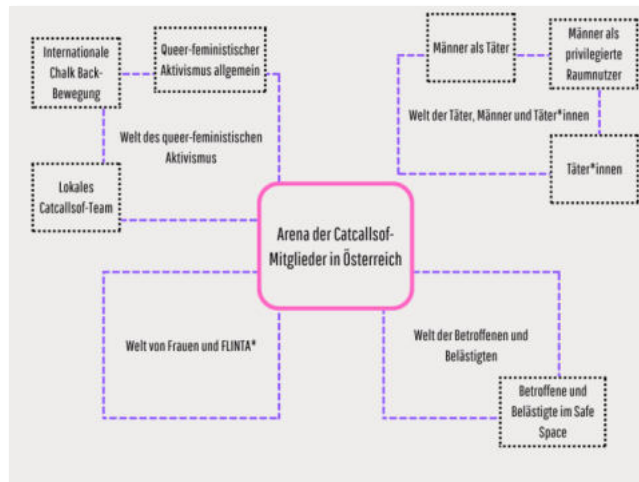 Internationale
Chalk Back-
Bewegung
Queer-feministischer
Aktivismus allgemein
Welt des queer-feministischen
Aktivismus
Lokales
Catcallsof-Team
Männer als Täter
Männer als
privilegierte
Raumnutzer
Welt der Täter, Männer und Täter*innen
Täter*innen
Arena der Catcallsof-
Mitglieder in Österreich
Welt von Frauen und FLINTA*
Welt der Betroffenen und
Belästigten
Betroffene und
Belästigte im Safe
Space